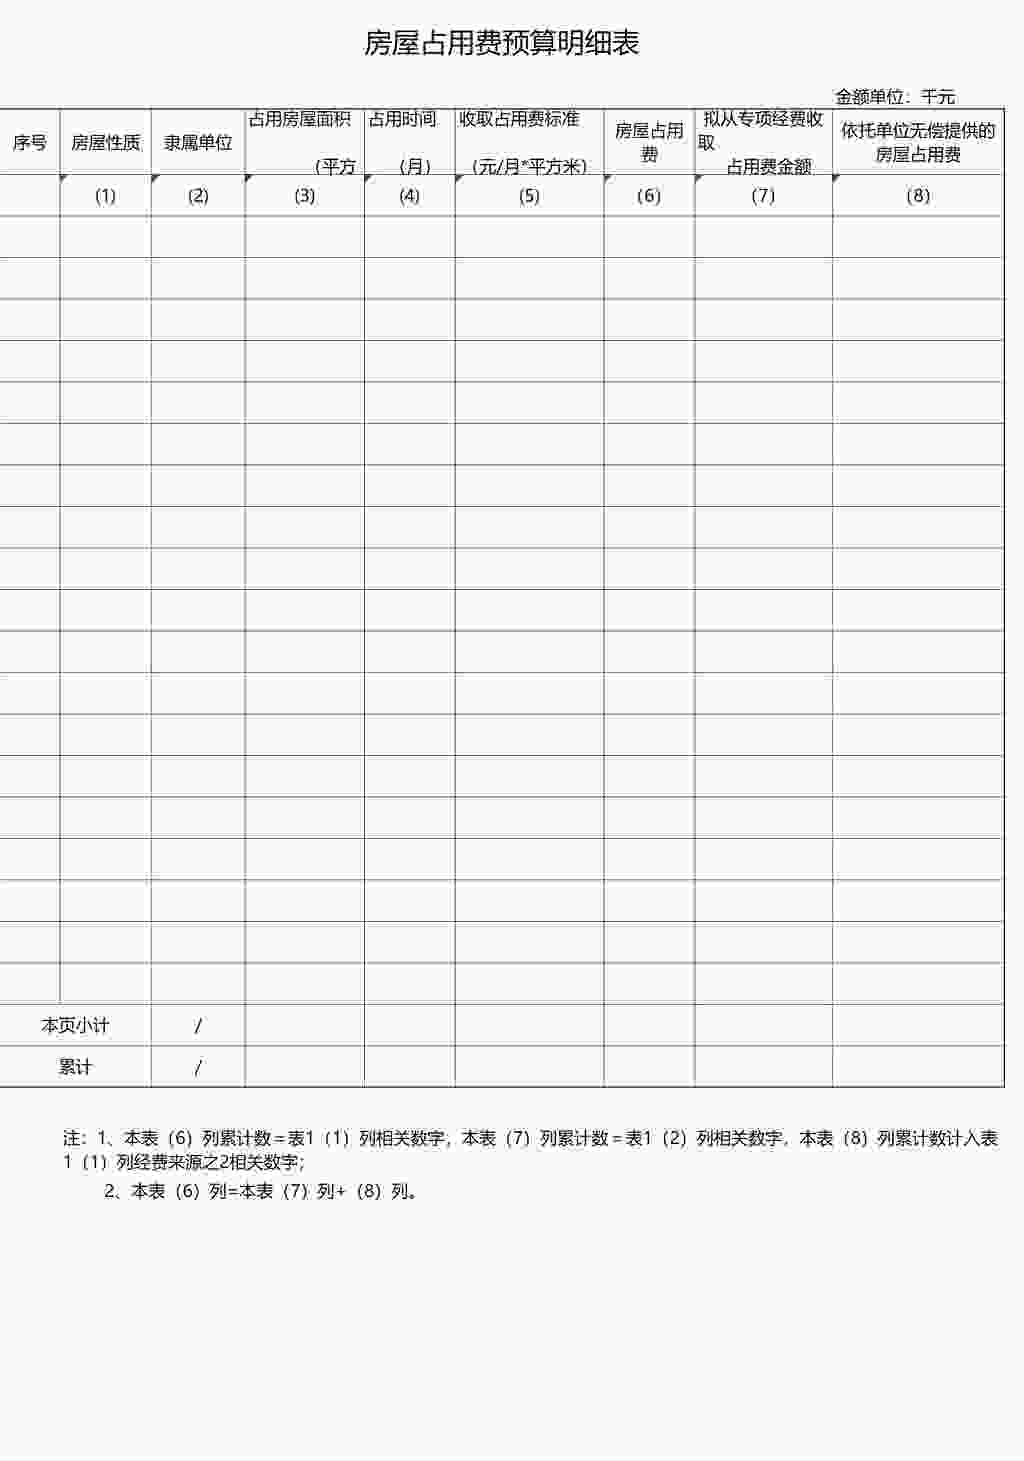 房屋占用费预算明细表
金额单位：千元
序号 房屋性质 隶属单位 占用房屋面积 （平方 占用时间 （月） 收取占用费标准 （元/月*平方米） 房屋占用费 拟从专项经费收取 占用费金额 依托单位无偿提供的房屋占用费
（1） （2） （3） （4） （5） （6） （7） （8）
本页小计 /
累计 /
注：1、本表（6）列累计数＝表1（1）列相关数字，本表（7）列累计数＝表1（2）列相关数字，本表（8）列累计数计入表
1（1）列经费来源之2相关数字；
2、本表（6）列=本表（7）列+（8）列。